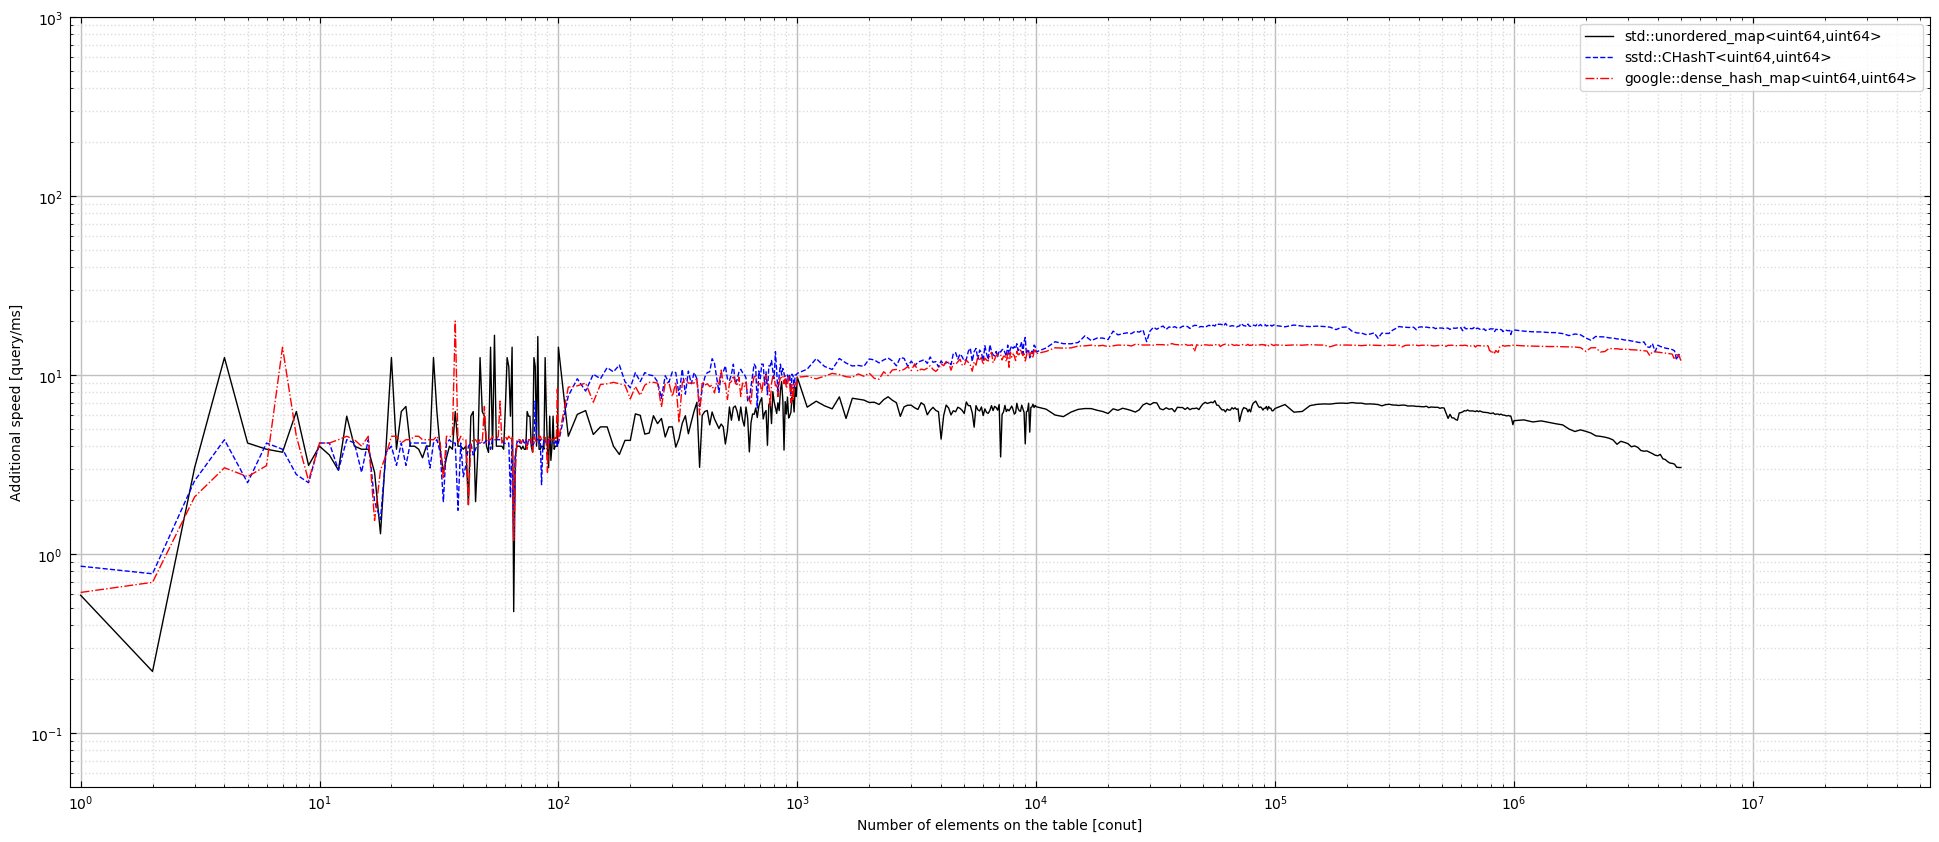 10³
10²
10¹
10⁰
10⁻¹
Additional speed [query/ms]
std::unordered_map<uint64,uint64>
sstd::CHashT<uint64,uint64>
google::dense_hash_map<uint64,uint64>
10⁰ 10¹ 10² 10³ 10⁴ 10⁵ 10⁶ 10⁷
Number of elements on the table [conut]